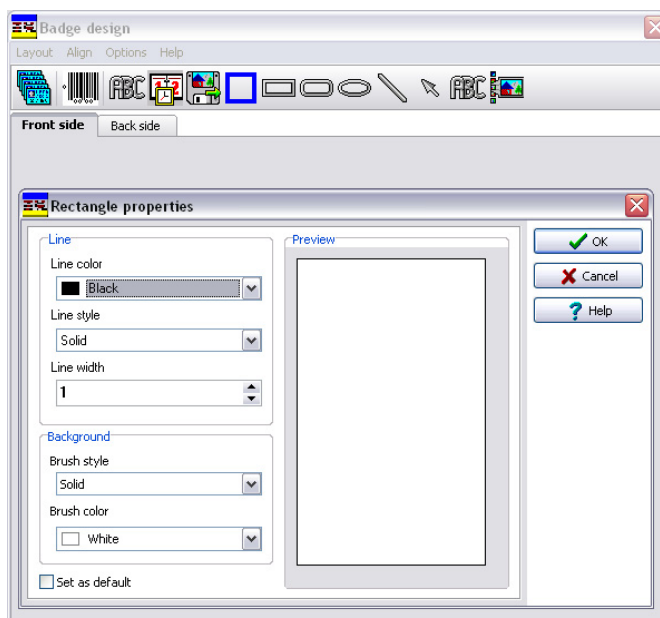 Badge design
Layout Align Options Help
ABC ABC
Front side Back side
Rectangle properties
Line
Line color
Black
Line style
Solid
Line width
1
Background
Brush style
Solid
Brush color
White
Set as default
Preview
OK
Cancel
? Help